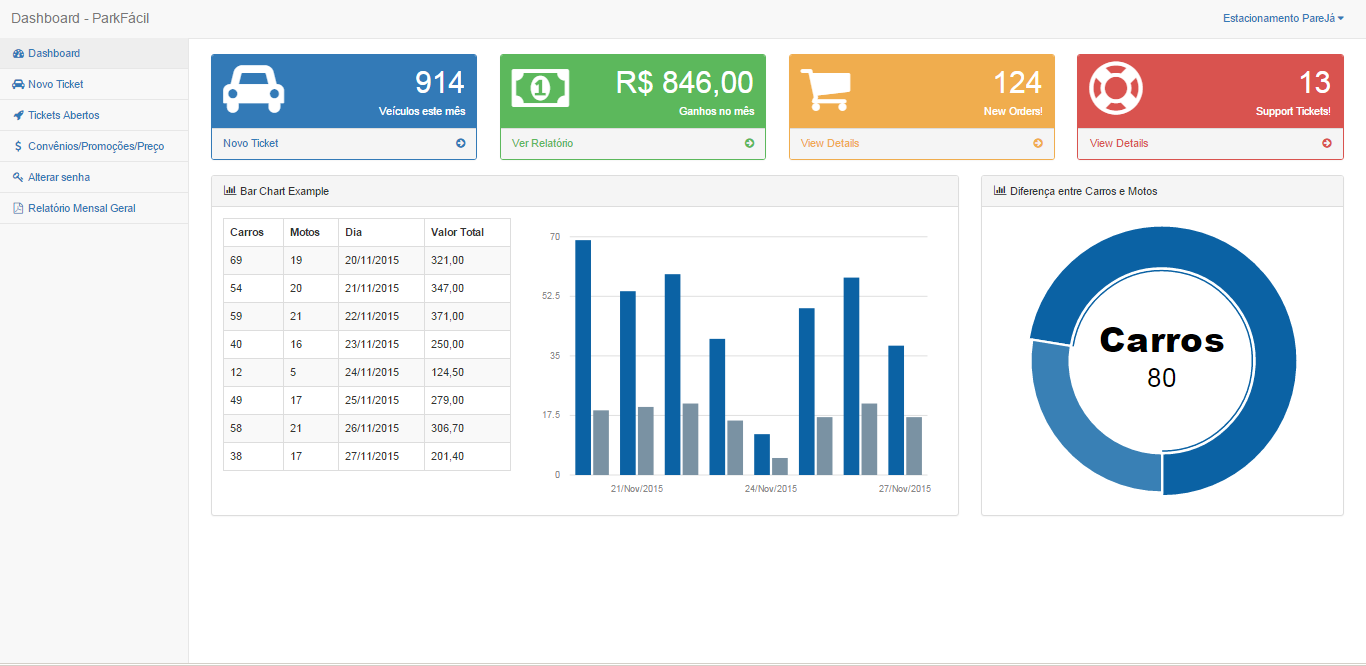 Dashboard - ParkFácil
Estacionamento PareJá
Dashboard
Novo Ticket
Tickets Abertos
$ Convênios/Promoções/Preço
Alterar senha
Relatório Mensal Geral
914
Veículos este mês
Novo Ticket
1
R$ 846,00
Ganhos no mês
Ver Relatório
124
New Orders!
View Details
13
Support Tickets!
View Details
Bar Chart Example
Carros Motos Dia Valor Total
69 19 20/11/2015 321,00
54 20 21/11/2015 347,00
59 21 22/11/2015 371,00
40 16 23/11/2015 250,00
12 5 24/11/2015 124,50
49 17 25/11/2015 279,00
58 21 26/11/2015 306,70
38 17 27/11/2015 201,40
70
52.5
35
17.5
0
21/Nov/2015 24/Nov/2015 27/Nov/2015
Diferença entre Carros e Motos
Carros
80